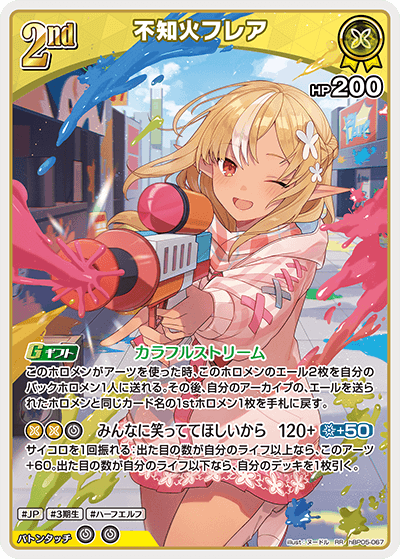 2nd
不知火フレア
HP200
Gギフト カラフルストリーム
このホロメンがアーツを使った時、このホロメンのエール2枚を自分の
バックホロメン1人に送れる。その後、自分のアーカイブの、エールを送ら
れたホロメンと同じカード名の1stホロメン1枚を手札に戻す。
みんなに笑っててほしいから 120+ +50
サイコロを1回振れる:出た目の数が自分のライフ以上なら、このアーツ
+60。出た目の数が自分のライフ以下なら、自分のデッキを1枚引く。
#JP #3期生 #ハーフエルフ
バトンタッチ
illust.ヌードル RR hBP05-067